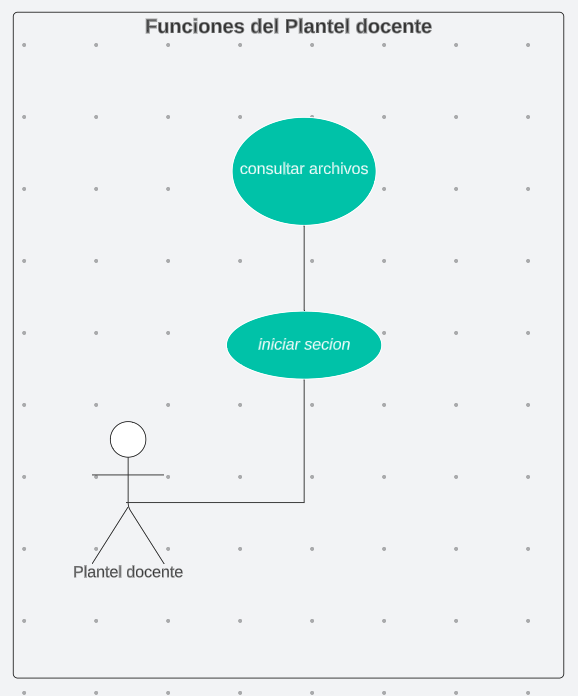 Funciones del Plantel docente
consultar archivos
iniciar secion
Plantel docente